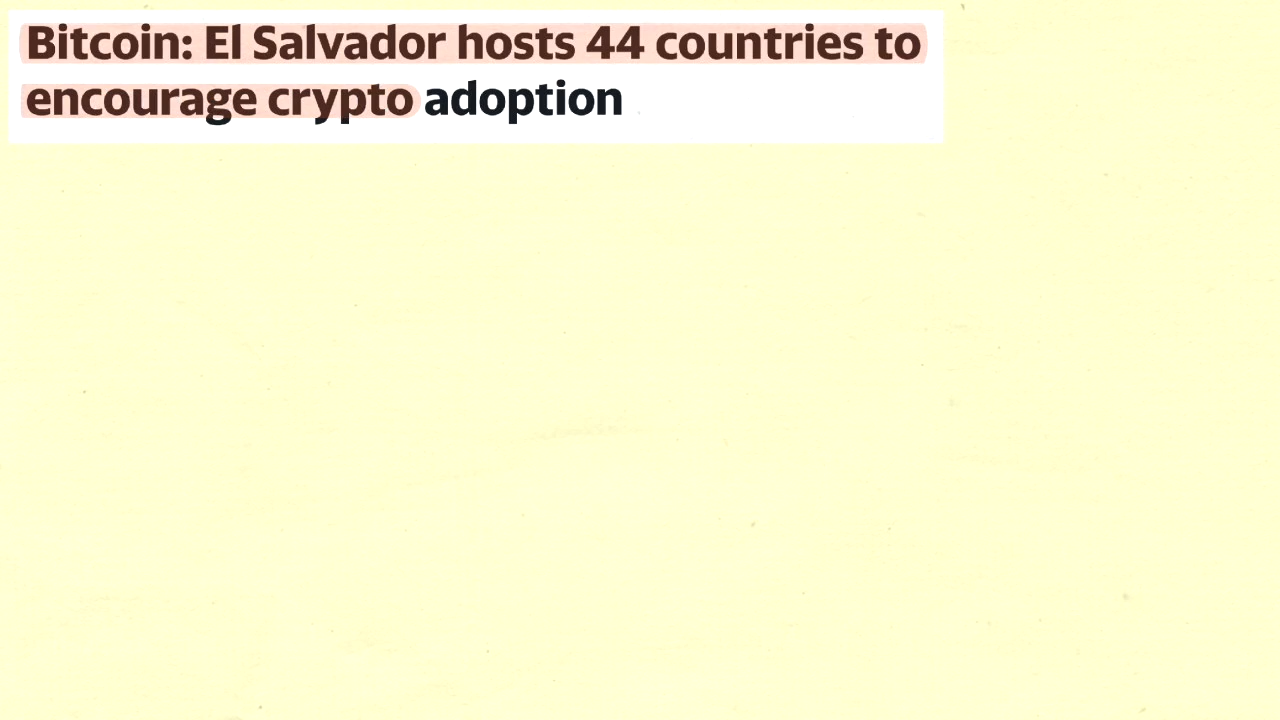 Bitcoin: El Salvador hosts 44 countries to
encourage crypto adoption